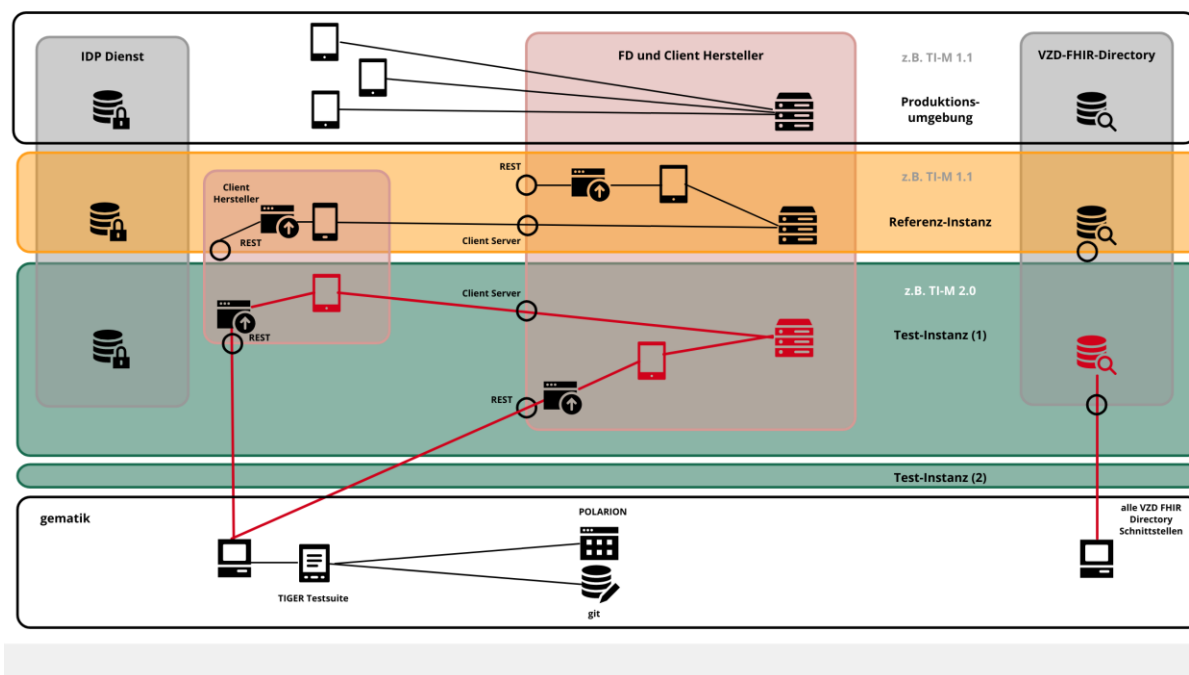 IDP Dienst
FD und Client Hersteller
z.B. TI-M 1.1
VZD-FHIR-Directory
Produktions-
umgebung
REST
z.B. TI-M 1.1
Client
Hersteller
Referenz-Instanz
REST
Client Server
z.B. TI-M 2.0
Client Server
REST
Test-Instanz (1)
REST
Test-Instanz (2)
gematik
POLARION
alle VZD FHIR
Directory
Schnittstellen
TIGER Testsuite
git